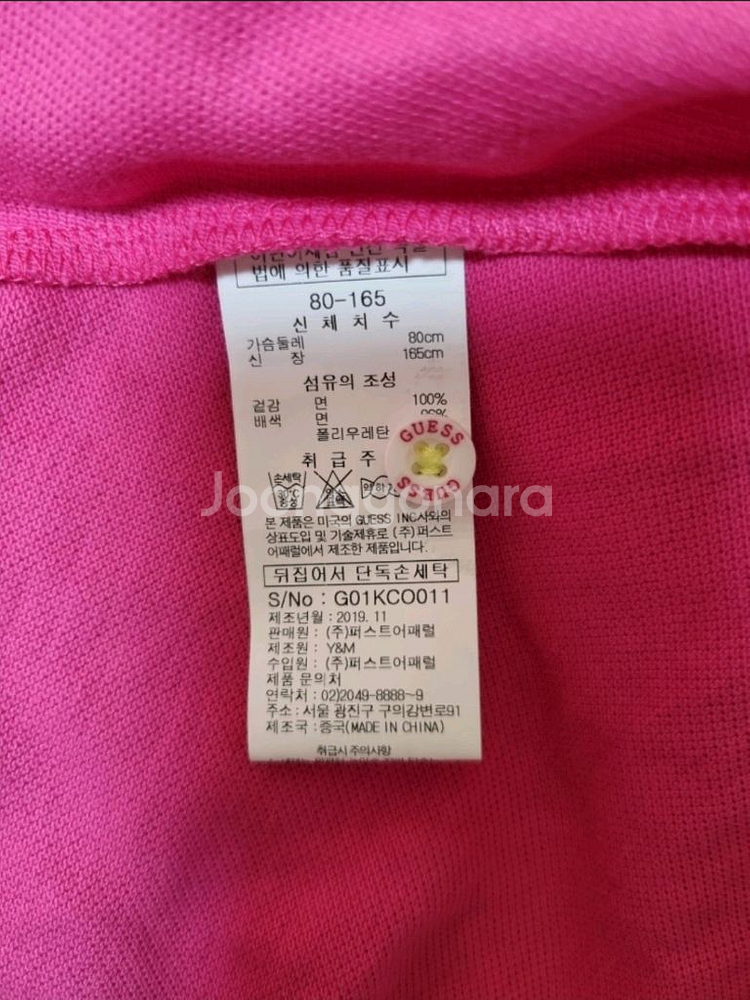 법에 의한 품질표시
80-165
신 체 치 수
가슴둘레 80cm
신 장 165cm
섬유의 조성
겉감 면 100%
배색 면
폴리우레탄
취 급 주
GUESS
GUESS
손세탁
30℃
중성
Joonggonara
본 제품은 미국의 GUESS INC사와의
상표도입 및 기술제휴로 (주)퍼스트
어패럴에서 제조한 제품입니다.
뒤집어서 단독손세탁
S/No : G01KCO011
제조년월 : 2019. 11
판매원 : (주)퍼스트어패럴
제조원 : Y&M
수입원 : (주)퍼스트어패럴
제품 문의처
연락처 : 02)2049-8888~9
주소 : 서울 광진구 구의강변로91
제조국 : 중국(MADE IN CHINA)
취급시 주의사항